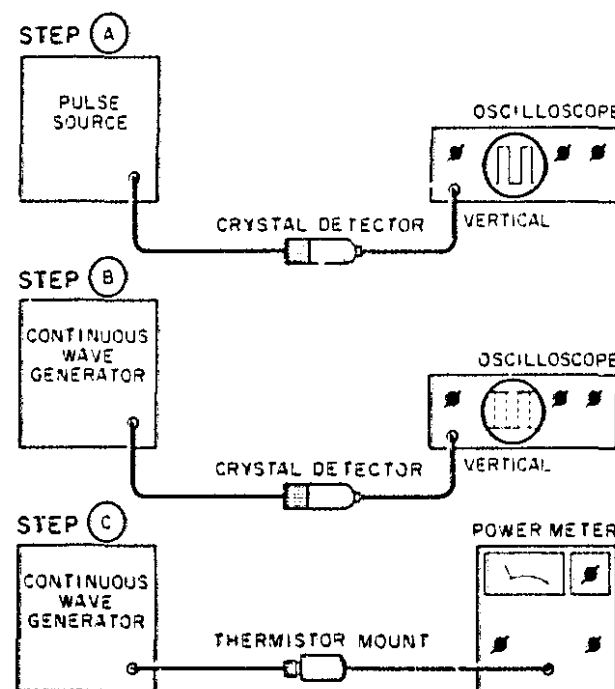 STEP A
PULSE
SOURCE
OSCILLOSCOPE
CRYSTAL DETECTOR
VERTICAL
STEP B
CONTINUOUS
WAVE
GENERATOR
OSCILLOSCOPE
CRYSTAL DETECTOR
VERTICAL
STEP C
CONTINUOUS
WAVE
GENERATOR
POWER METER
THERMISTOR MOUNT